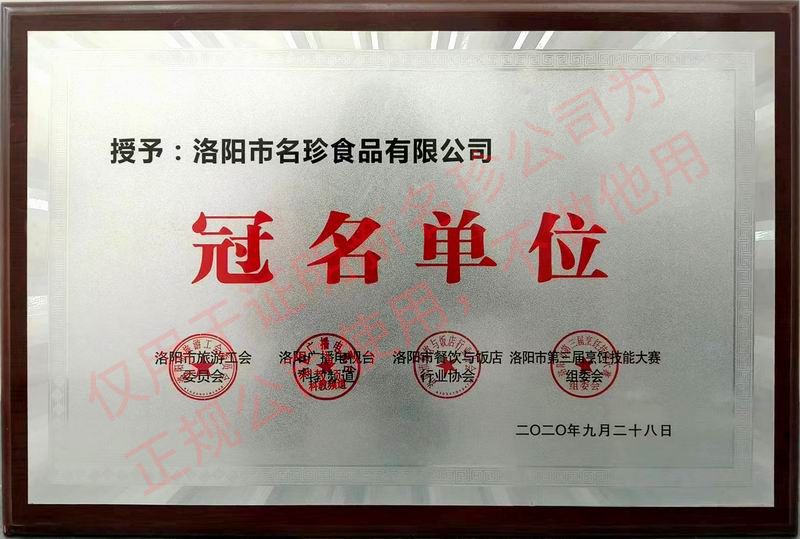 授予：洛阳市名珍食品有限公司
冠名单位
洛阳市旅游工会 洛阳广播电视台 洛阳市餐饮与饭店 洛阳市第三届烹饪技能大赛
委员会 科教频道 行业协会 组委会
二〇二〇年九月二十八日
仅用于证明所名珍公司为
正规公司使用，不做他用